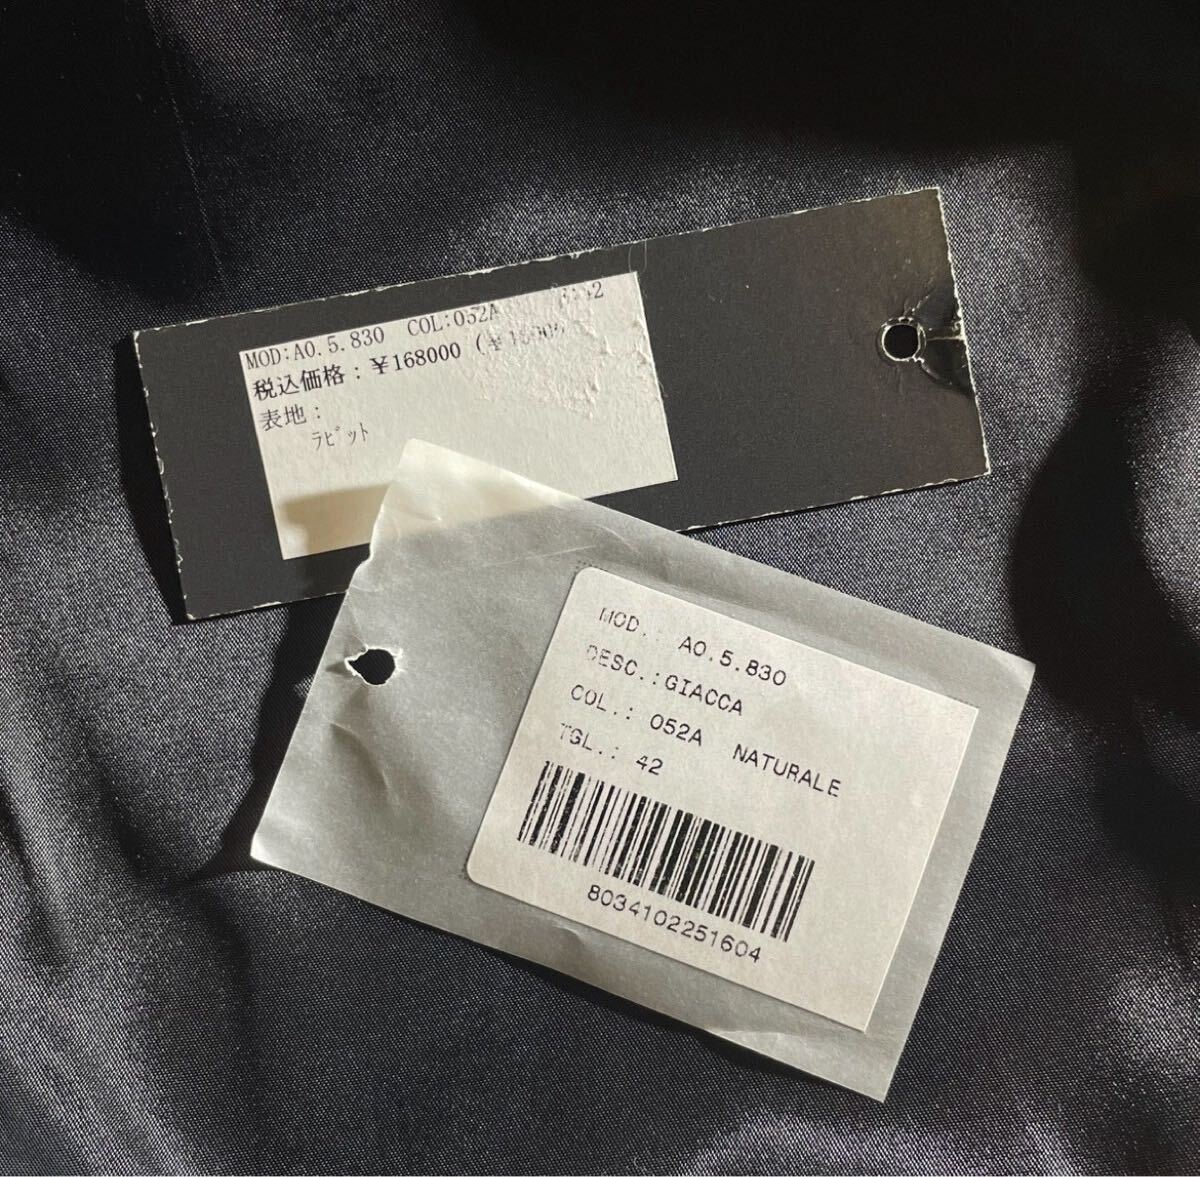 MOD:A0.5.830 COL:052A
税込価格:¥168000
表地:
ラビット
MOD.: A0.5.830
DESC.:GIACCA
COL.: 052A NATURALE
TGL.: 42
8034102251604